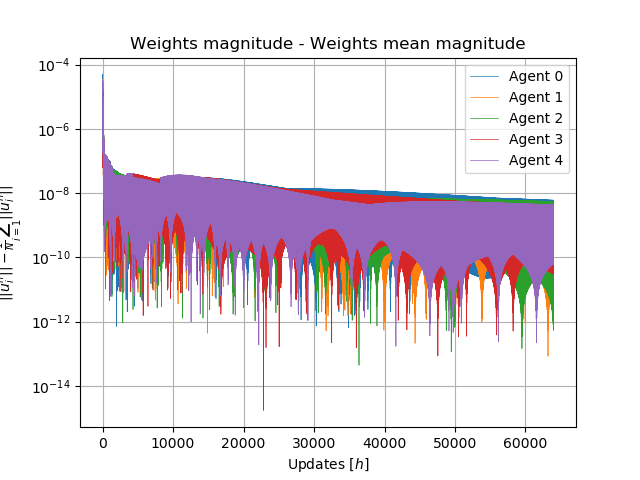 Weights magnitude - Weights mean magnitude
10⁻⁴
10⁻⁶
10⁻⁸
10⁻¹⁰
10⁻¹²
10⁻¹⁴
0 10000 20000 30000 40000 50000 60000
Updates [h]
Agent 0
Agent 1
Agent 2
Agent 3
Agent 4